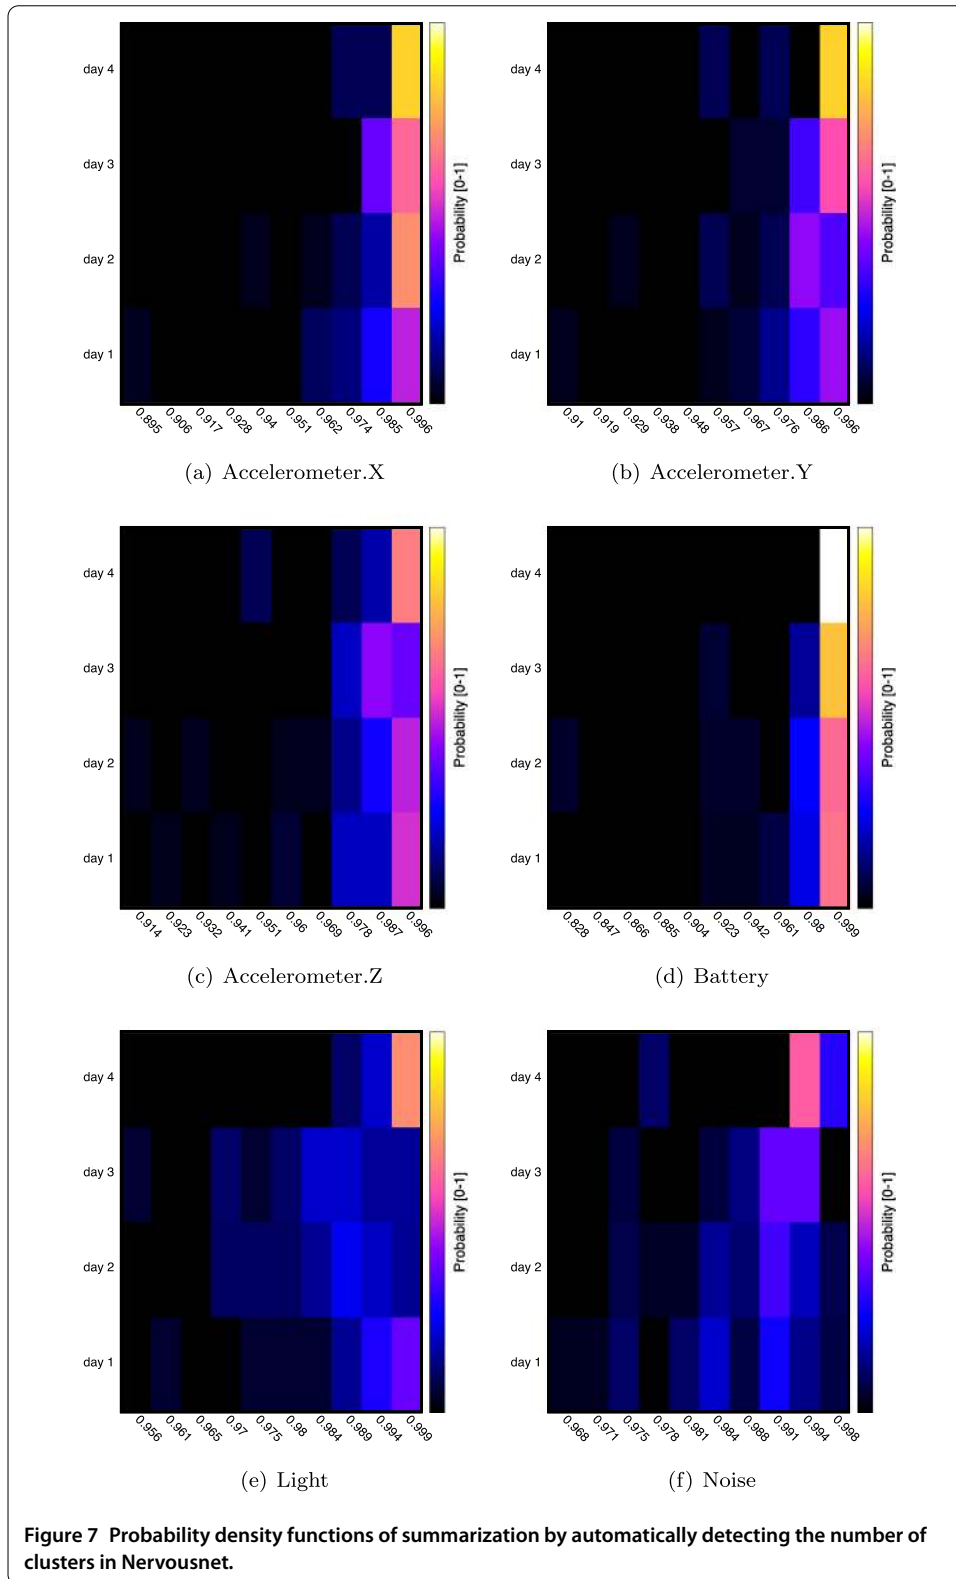 day 4
day 3
day 2
day 1
0.895 0.906 0.917 0.928 0.94 0.951 0.962 0.974 0.985 0.996
Probability [0-1]
(a) Accelerometer.X
day 4
day 3
day 2
day 1
0.91 0.919 0.929 0.938 0.948 0.957 0.967 0.976 0.986 0.996
Probability [0-1]
(b) Accelerometer.Y
day 4
day 3
day 2
day 1
0.914 0.923 0.932 0.941 0.951 0.96 0.969 0.978 0.987 0.996
Probability [0-1]
(c) Accelerometer.Z
day 4
day 3
day 2
day 1
0.828 0.847 0.866 0.885 0.904 0.923 0.942 0.961 0.98 0.999
Probability [0-1]
(d) Battery
day 4
day 3
day 2
day 1
0.956 0.961 0.965 0.97 0.975 0.98 0.984 0.989 0.994 0.999
Probability [0-1]
(e) Light
day 4
day 3
day 2
day 1
0.968 0.971 0.975 0.978 0.981 0.984 0.988 0.991 0.994 0.998
Probability [0-1]
(f) Noise
Figure 7 Probability density functions of summarization by automatically detecting the number of
clusters in Nervousnet.